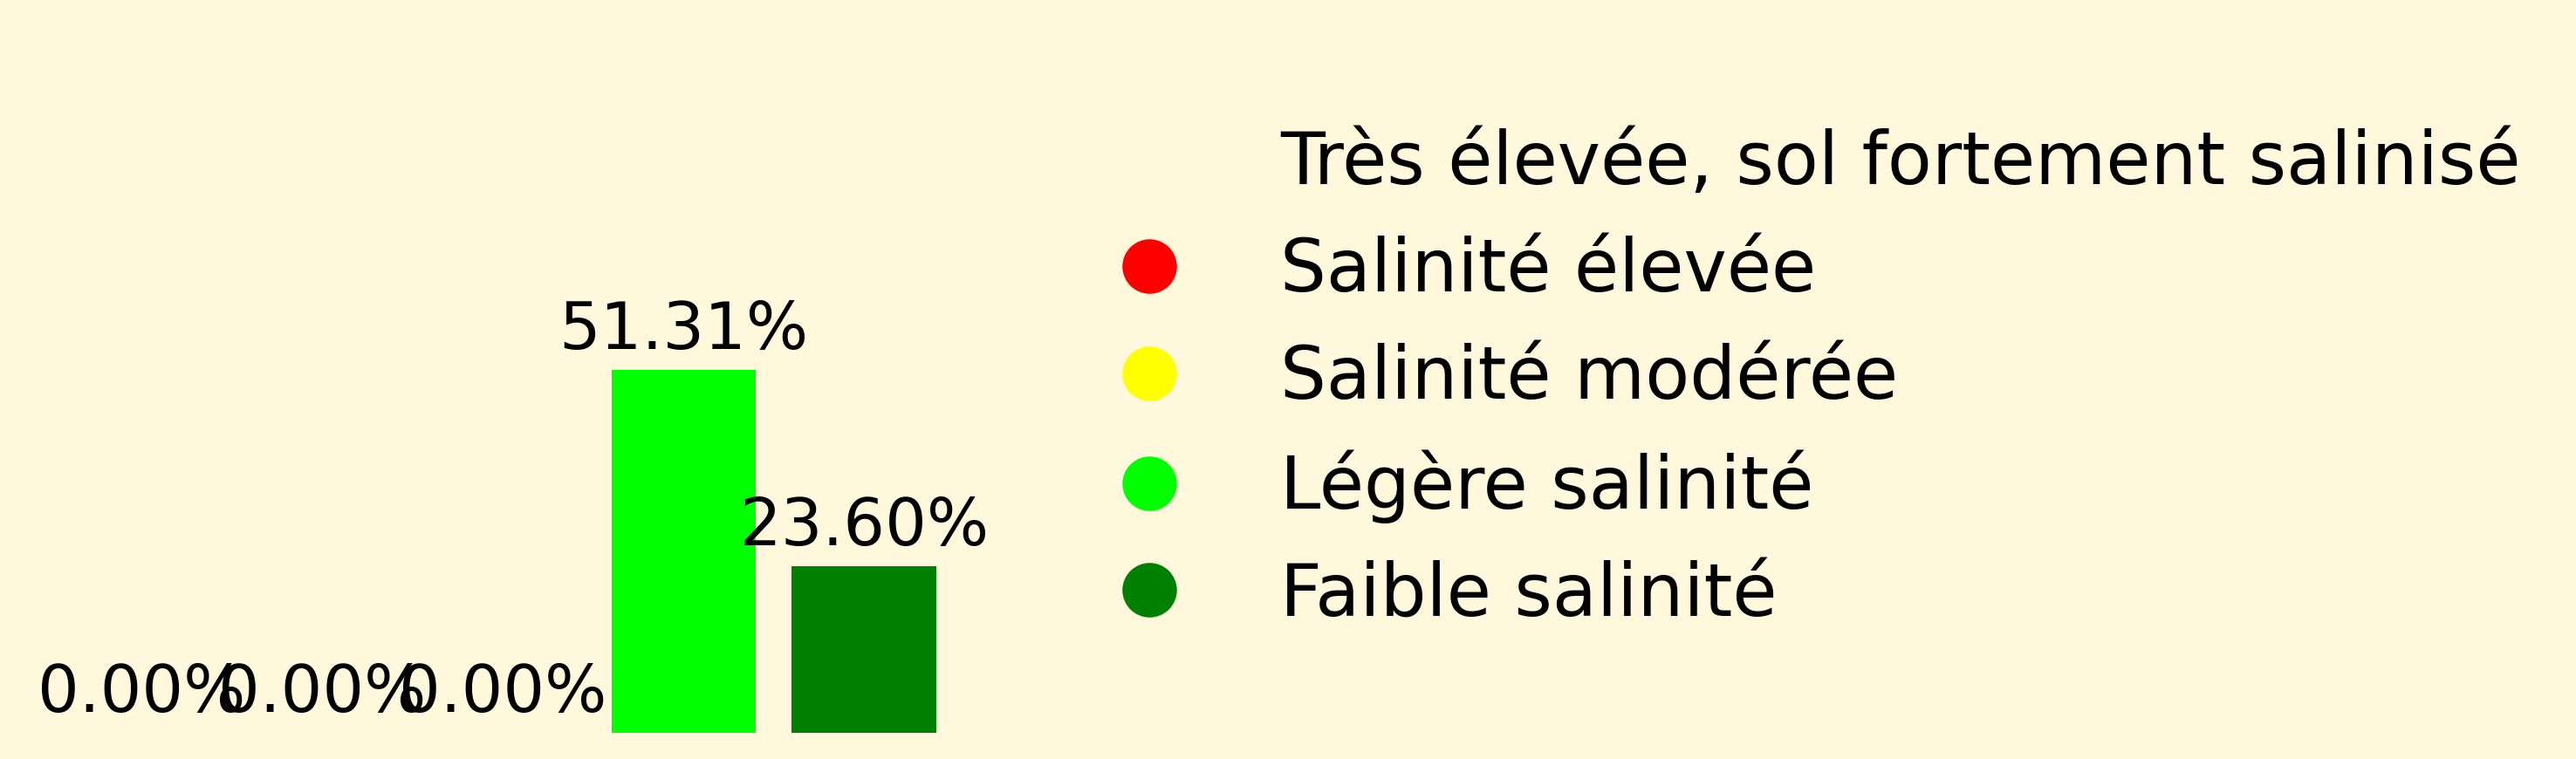 51.31%
23.60%
0.00%
0.00%
0.00%
Très élevée, sol fortement salinisé
Salinité élevée
Salinité modérée
Légère salinité
Faible salinité